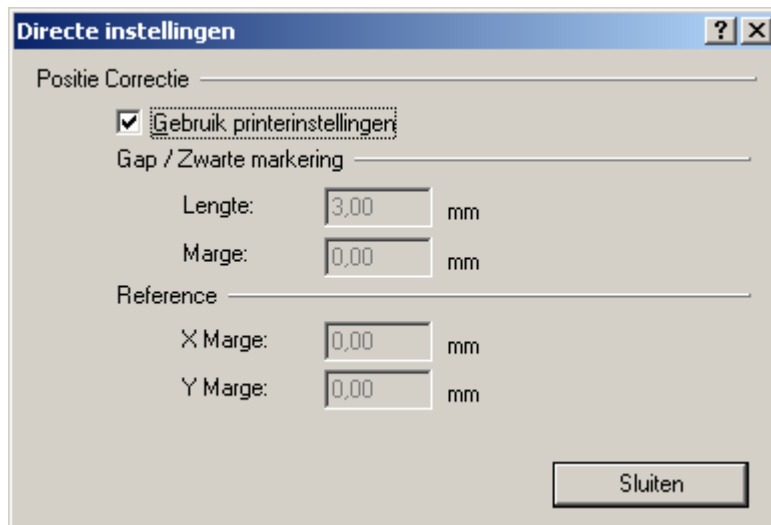 Directe instellingen
Positie Correctie
Gebruik printerinstellingen
Gap / Zwarte markering
Lengte: 3,00 mm
Marge: 0,00 mm
Reference
X Marge: 0,00 mm
Y Marge: 0,00 mm
Sluiten